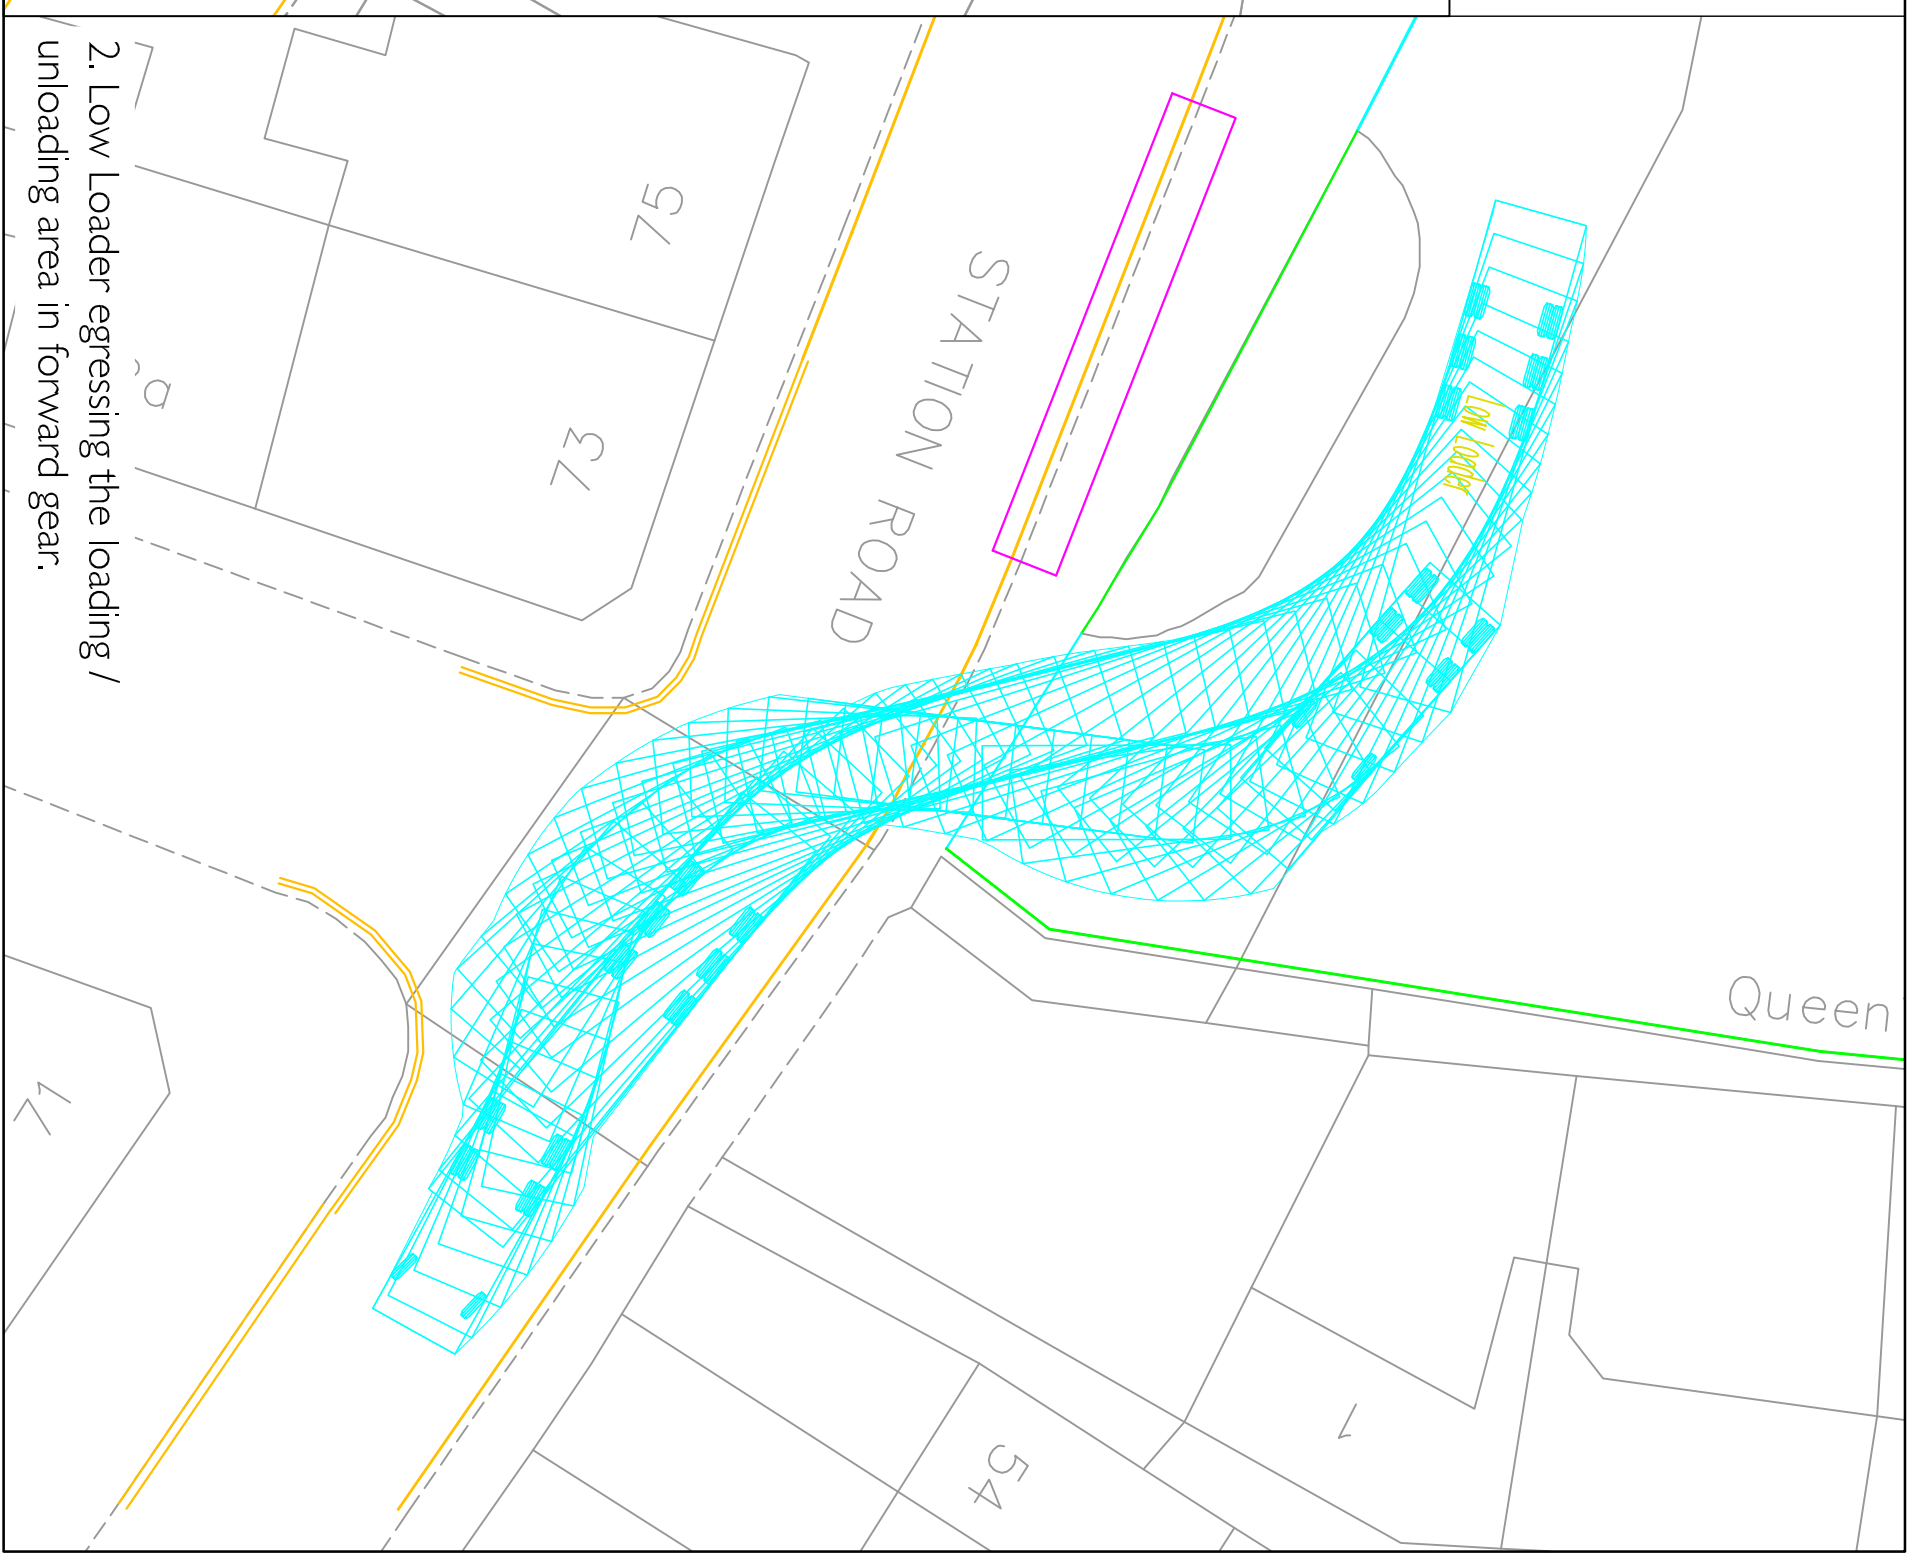 2. Low Loader egressing the loading /
unloading area in forward gear.
75
73
a
STATION ROAD
Low Loader
Queen
71
1
54